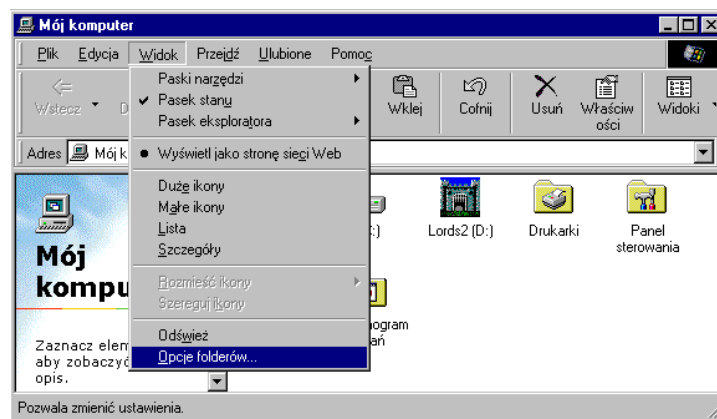 Mój komputer
Plik Edycja Widok Przejdź Ulubione Pomoc
Wstecz D Wklej Cofnij Usuń Właściw Widoki
ości
Adres Mój k
Paski narzędzi
Pasek stanu
Pasek eksploratora
Wyświetl jako stronę sieci Web
Duże ikony
Małe ikony
Lista
Szczegóły
Rozmieść ikony
Szereguj ikony
Odśwież
Opcje folderów...
:) Lords2 (D:) Drukarki Panel
sterowania
ogram
ań
Mój
kompu
Zaznacz elem
aby zobaczyć
opis.
Pozwala zmienić ustawienia.